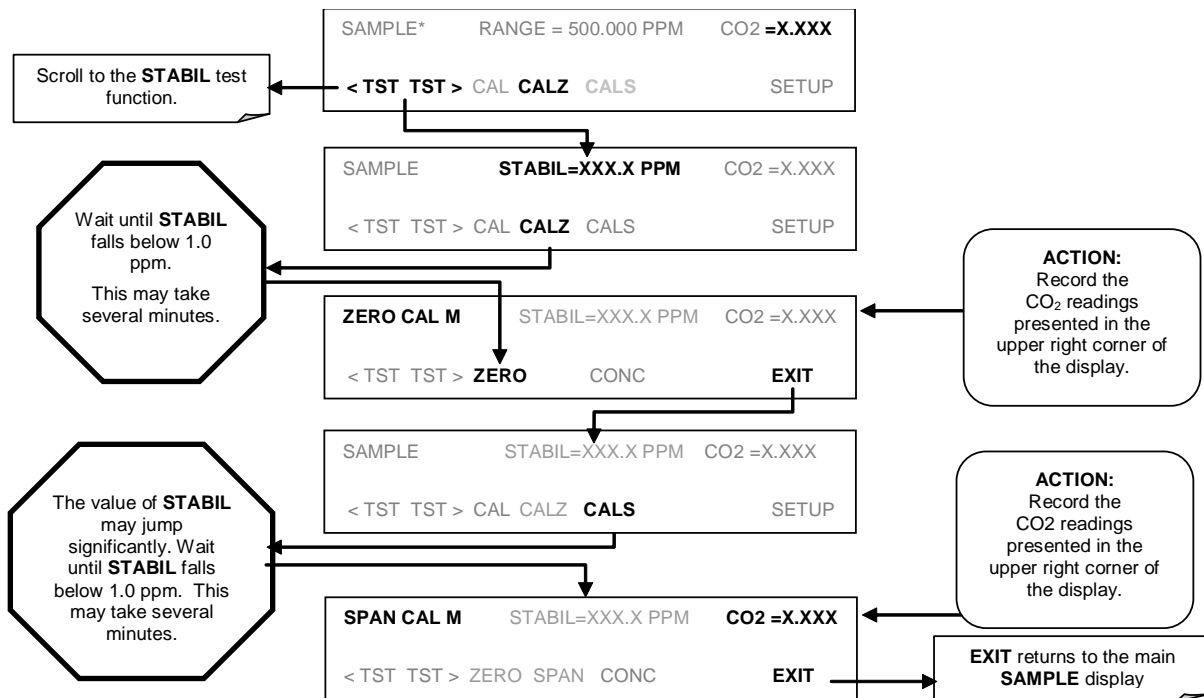 SAMPLE* RANGE = 500.000 PPM CO2 =X.XXX
< TST TST > CAL CALZ CALS SETUP
Scroll to the STABIL test
function.
SAMPLE STABIL=XXX.X PPM CO2 =X.XXX
< TST TST > CAL CALZ CALS SETUP
Wait until STABIL
falls below 1.0
ppm.
This may take
several minutes.
ZERO CAL M STABIL=XXX.X PPM CO2 =X.XXX
< TST TST > ZERO CONC EXIT
ACTION:
Record the
CO₂ readings
presented in the
upper right corner of
the display.
SAMPLE STABIL=XXX.X PPM CO2 =X.XXX
< TST TST > CAL CALZ CALS SETUP
The value of STABIL
may jump
significantly. Wait
until STABIL falls
below 1.0 ppm. This
may take several
minutes.
ACTION:
Record the
CO2 readings
presented in the
upper right corner of
the display.
SPAN CAL M STABIL=XXX.X PPM CO2 =X.XXX
< TST TST > ZERO SPAN CONC EXIT
EXIT returns to the main
SAMPLE display